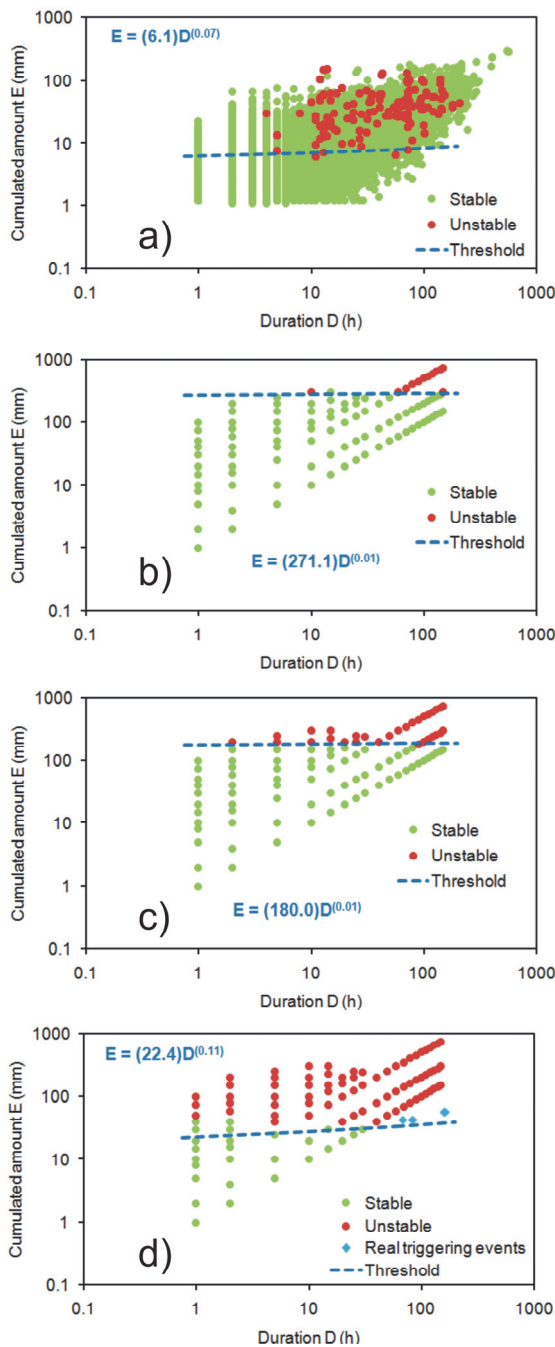 E = (6.1)D(0.07)
1000
100
10
1
0.1
Cumulated amount E (mm)
a)
Stable
Unstable
Threshold
0.1 1 10 100 1000
Duration D (h)
1000
100
10
1
0.1
Cumulated amount E (mm)
Stable
Unstable
Threshold
b)
E = (271.1)D(0.01)
0.1 1 10 100 1000
Duration D (h)
1000
100
10
1
0.1
Cumulated amount E (mm)
Stable
Unstable
Threshold
c)
E = (180.0)D(0.01)
0.1 1 10 100 1000
Duration D (h)
E = (22.4)D(0.11)
1000
100
10
1
0.1
Cumulated amount E (mm)
d)
Stable
Unstable
Real triggering events
Threshold
0.1 1 10 100 1000
Duration D (h)